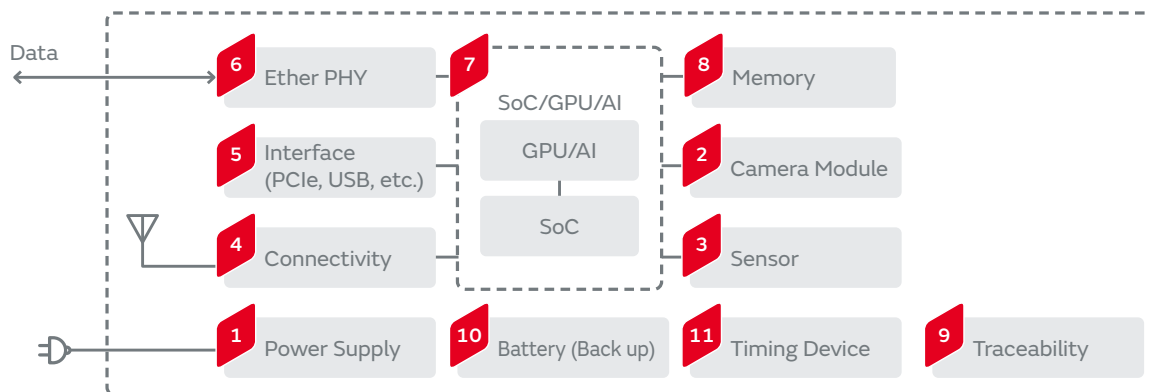 Data
6
Ether PHY
7
SoC/GPU/AI
GPU/AI
SoC
8
Memory
5
Interface
(PCIe, USB, etc.)
2
Camera Module
4
Connectivity
3
Sensor
1
Power Supply
10
Battery (Back up)
11
Timing Device
9
Traceability